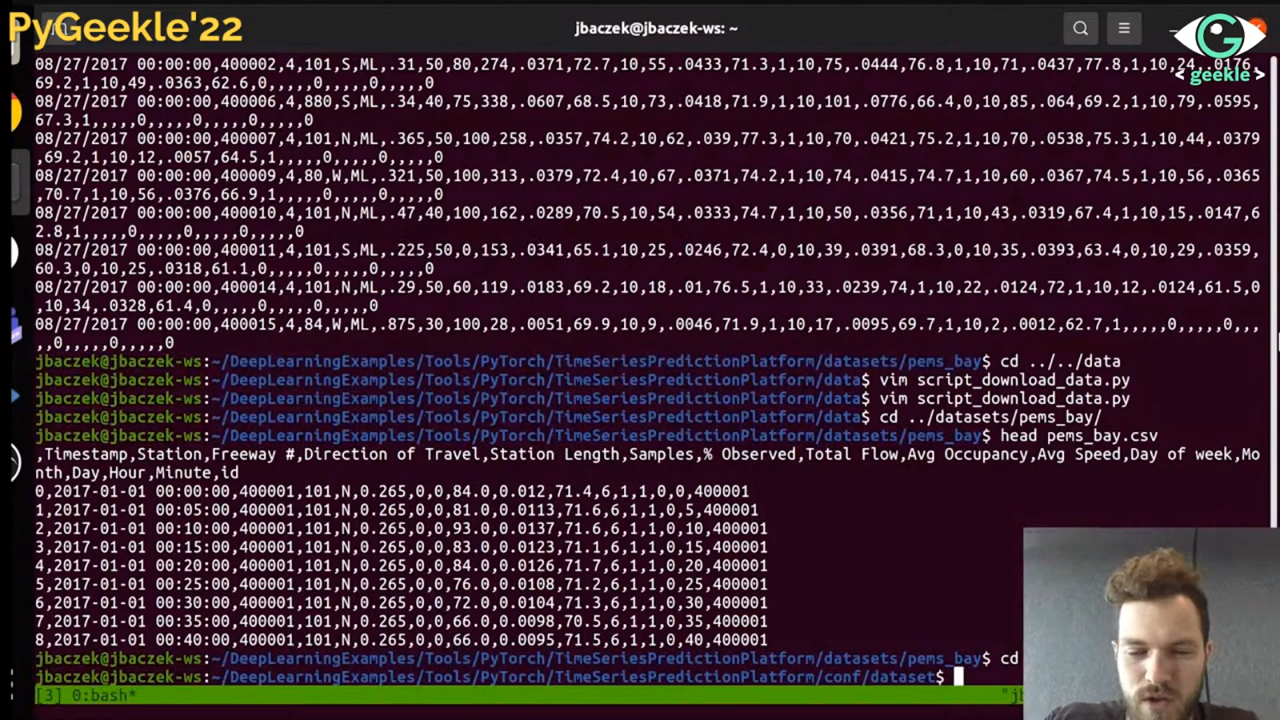 PyGeekle'22
jbaczek@jbaczek-ws: ~
G
< geekle >
08/27/2017 00:00:00,400002,4,101,S,ML,.31,50,80,274,.0361,72.7,10,55,.0433,71.3,1,10,75,.0444,76.8,1,10,71,.0437,77.8,1,10,24,.0176
69.2,1,10,49,.0363,62.6,0,,,,,0,,,,,0,,,,,0
08/27/2017 00:00:00,400006,4,880,S,ML,.34,40,75,338,.0607,68.5,10,73,.0418,71.9,1,10,101,.0776,66.4,0,10,85,.064,69.2,1,10,79,.0595,
67.3,1,,,,,0,,,,,0,,,,,0,,,,,0
08/27/2017 00:00:00,400007,4,101,N,ML,.365,50,100,258,.0357,74.2,10,62,.039,77.3,1,10,70,.0421,75.2,1,10,70,.0538,75.3,1,10,44,.0379
,69.2,1,10,12,.0057,64.5,1,,,,,0,,,,,0,,,,,0
08/27/2017 00:00:00,400009,4,80,W,ML,.321,50,100,313,.0379,72.4,10,67,.0371,74.2,1,10,74,.0415,74.7,1,10,60,.0367,74.5,1,10,56,.0365
,70.7,1,10,56,.0376,66.9,1,,,,,0,,,,,0,,,,,0
08/27/2017 00:00:00,400010,4,101,N,ML,.47,40,100,162,.0289,70.5,10,54,.0333,74.7,1,10,50,.0356,71,1,10,43,.0319,67.4,1,10,15,.0147,6
2.8,1,,,,,0,,,,,0,,,,,0
08/27/2017 00:00:00,400011,4,101,S,ML,.225,50,0,153,.0341,65.1,10,25,.0246,72.4,0,10,39,.0391,68.3,0,10,35,.0393,63.4,0,10,29,.0359,
60.3,0,10,25,.0318,61.1,0,,,,,0,,,,,0,,,,,0
08/27/2017 00:00:00,400014,4,101,S,ML,.29,50,60,119,.0183,69.2,10,18,.01,76.5,1,10,33,.0239,74,1,10,22,.0124,72,1,10,12,.0124,61.5,0
,10,34,.0328,61.4,0,,,,,0,,,,,0,,,,,0
08/27/2017 00:00:00,400015,4,84,W,ML,.875,30,100,28,.0051,69.9,10,9,.0046,71.9,1,10,17,.0095,69.7,1,10,2,.0012,62.7,1,,,,,0,,,,,0,,,
,,0,,,,,0,,,,,0
jbaczek@jbaczek-ws:~/DeepLearningExamples/Tools/PyTorch/TimeSeriesPredictionPlatform/datasets/pems_bay$ cd ../../data
jbaczek@jbaczek-ws:~/DeepLearningExamples/Tools/PyTorch/TimeSeriesPredictionPlatform/data$ vim script_download_data.py
jbaczek@jbaczek-ws:~/DeepLearningExamples/Tools/PyTorch/TimeSeriesPredictionPlatform/data$ vim script_download_data.py
jbaczek@jbaczek-ws:~/DeepLearningExamples/Tools/PyTorch/TimeSeriesPredictionPlatform/data$ cd ../datasets/pems_bay/
jbaczek@jbaczek-ws:~/DeepLearningExamples/Tools/PyTorch/TimeSeriesPredictionPlatform/datasets/pems_bay$ head pems_bay.csv
,Timestamp,Station,Freeway #,Direction of Travel,Station Length,Samples,% Observed,Total Flow,Avg Occupancy,Avg Speed,Day of week,Mo
nth,Day,Hour,Minute,id
0,2017-01-01 00:00:00,400001,101,N,0.265,0,0,84.0,0.012,71.4,6,1,1,0,0,400001
1,2017-01-01 00:05:00,400001,101,N,0.265,0,0,81.0,0.0113,71.6,6,1,1,0,5,400001
2,2017-01-01 00:10:00,400001,101,N,0.265,0,0,93.0,0.0137,71.6,6,1,1,0,10,400001
3,2017-01-01 00:15:00,400001,101,N,0.265,0,0,83.0,0.0123,71.1,6,1,1,0,15,400001
4,2017-01-01 00:20:00,400001,101,N,0.265,0,0,84.0,0.0126,71.7,6,1,1,0,20,400001
5,2017-01-01 00:25:00,400001,101,N,0.265,0,0,76.0,0.0108,71.2,6,1,1,0,25,400001
6,2017-01-01 00:30:00,400001,101,N,0.265,0,0,72.0,0.0104,71.3,6,1,1,0,30,400001
7,2017-01-01 00:35:00,400001,101,N,0.265,0,0,66.0,0.0098,70.5,6,1,1,0,35,400001
8,2017-01-01 00:40:00,400001,101,N,0.265,0,0,66.0,0.0095,71.5,6,1,1,0,40,400001
jbaczek@jbaczek-ws:~/DeepLearningExamples/Tools/PyTorch/TimeSeriesPredictionPlatform/datasets/pems_bay$ cd
jbaczek@jbaczek-ws:~/DeepLearningExamples/Tools/PyTorch/TimeSeriesPredictionPlatform/conf/dataset$
[3] 0:bash* "jb